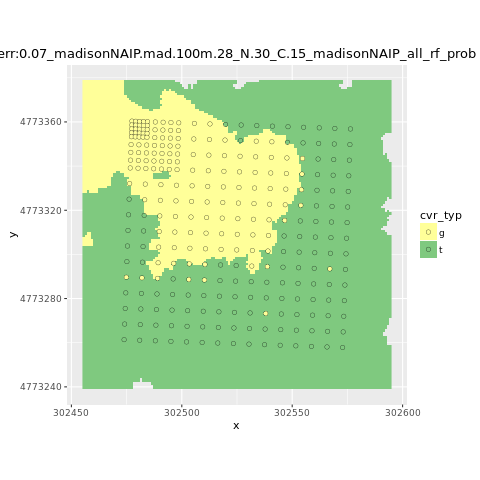 err:0.07_madisonNAIP.mad.100m.28_N.30_C.15_madisonNAIP_all_rf_prob
4773360
4773320
4773280
4773240
y
302450 302500 302550 302600
x
cvr_typ
g
t